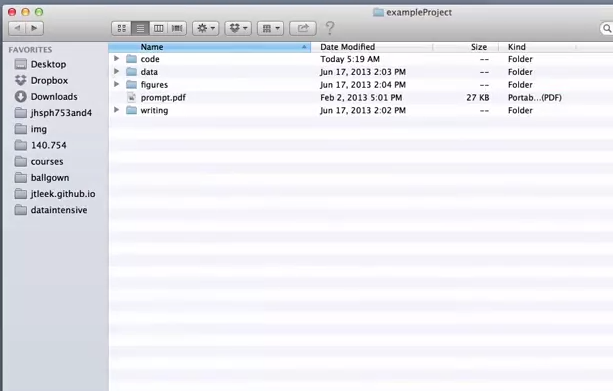 exampleProject
FAVORITES
Desktop
Dropbox
Downloads
jhsph753and4
img
140.754
courses
ballgown
jtleek.github.io
dataintensive
Name Date Modified Size Kind
code Today 5:19 AM -- Folder
data Jun 17, 2013 2:03 PM -- Folder
figures Jun 17, 2013 2:04 PM -- Folder
prompt.pdf Feb 2, 2013 5:01 PM 27 KB Portab...(PDF)
writing Jun 17, 2013 2:02 PM -- Folder